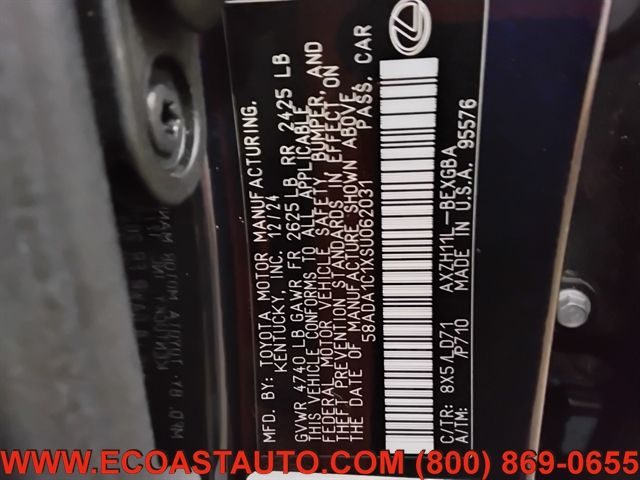 MFD. BY: TOYOTA MOTOR MANUFACTURING,
KENTUCKY, INC. 12/24
GVWR 4740 LB GAWR FR 2625 LB RR 2425 LB
THIS VEHICLE CONFORMS TO ALL APPLICABLE
FEDERAL MOTOR VEHICLE SAFETY, BUMPER, AND
THEFT PREVENTION STANDARDS IN EFFECT ON
THE DATE OF MANUFACTURE SHOWN ABOVE.
58ADA1C1XSU062031 PASS. CAR
C/TR: 8X5/LD71 AXZH11L-BEXGBA
A/TM: /P710 MADE IN U.S.A. 95576
WWW.ECOASTAUTO.COM (800) 869-0655